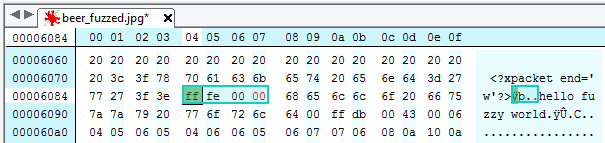 beer_fuzzed.jpg*
00006084 00 01 02 03 04 05 06 07 08 09 0a 0b 0c 0d 0e 0f
00006060 20 20 20 20 20 20 20 20 20 20 20 20 20 20 20 20
00006070 20 3c 3f 78 70 61 63 6b 65 74 20 65 6e 64 3d 27 <?xpacket end='
00006084 77 27 3f 3e ff fe 00 00 68 65 6c 6c 6f 20 66 75 w'?>ÿþ..hello fu
00006090 7a 7a 79 20 77 6f 72 6c 64 00 ff db 00 43 00 06 zzy world.ÿÛ.C..
000060a0 04 05 06 05 04 06 06 05 06 07 07 06 08 0a 10 0a ................